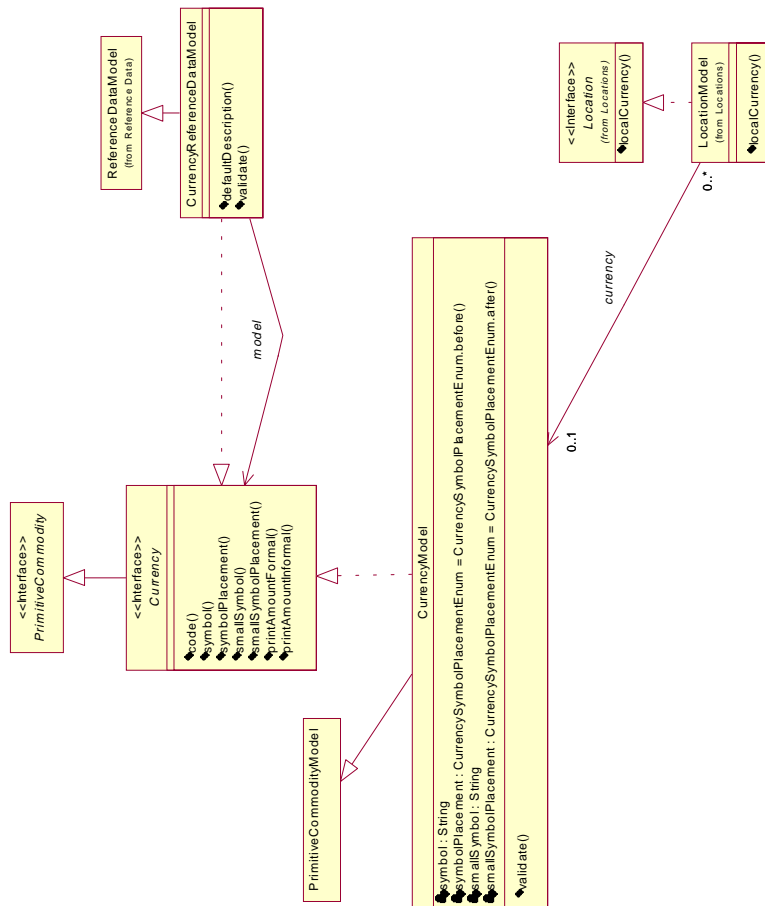 <<Interface>>
PrimitiveCommodity
ReferenceDataModel
(from Reference Data)
<<Interface>>
Currency
code()
symbol()
symbolPlacement()
smallSymbol()
smallSymbolPlacement()
printAmountFormal()
printAmountInformal()
CurrencyReferenceDataModel
defaultDescription()
validate()
model
PrimitiveCommodityModel
CurrencyModel
symbol : String
symbolPlacement : CurrencySymbolPlacementEnum = CurrencySymbolPlacementEnum.before()
smallSymbol : String
smallSymbolPlacement : CurrencySymbolPlacementEnum = CurrencySymbolPlacementEnum.after()
validate()
<<Interface>>
Location
(from Locations)
localCurrency()
LocationModel
(from Locations)
localCurrency()
0..*
currency
0..1